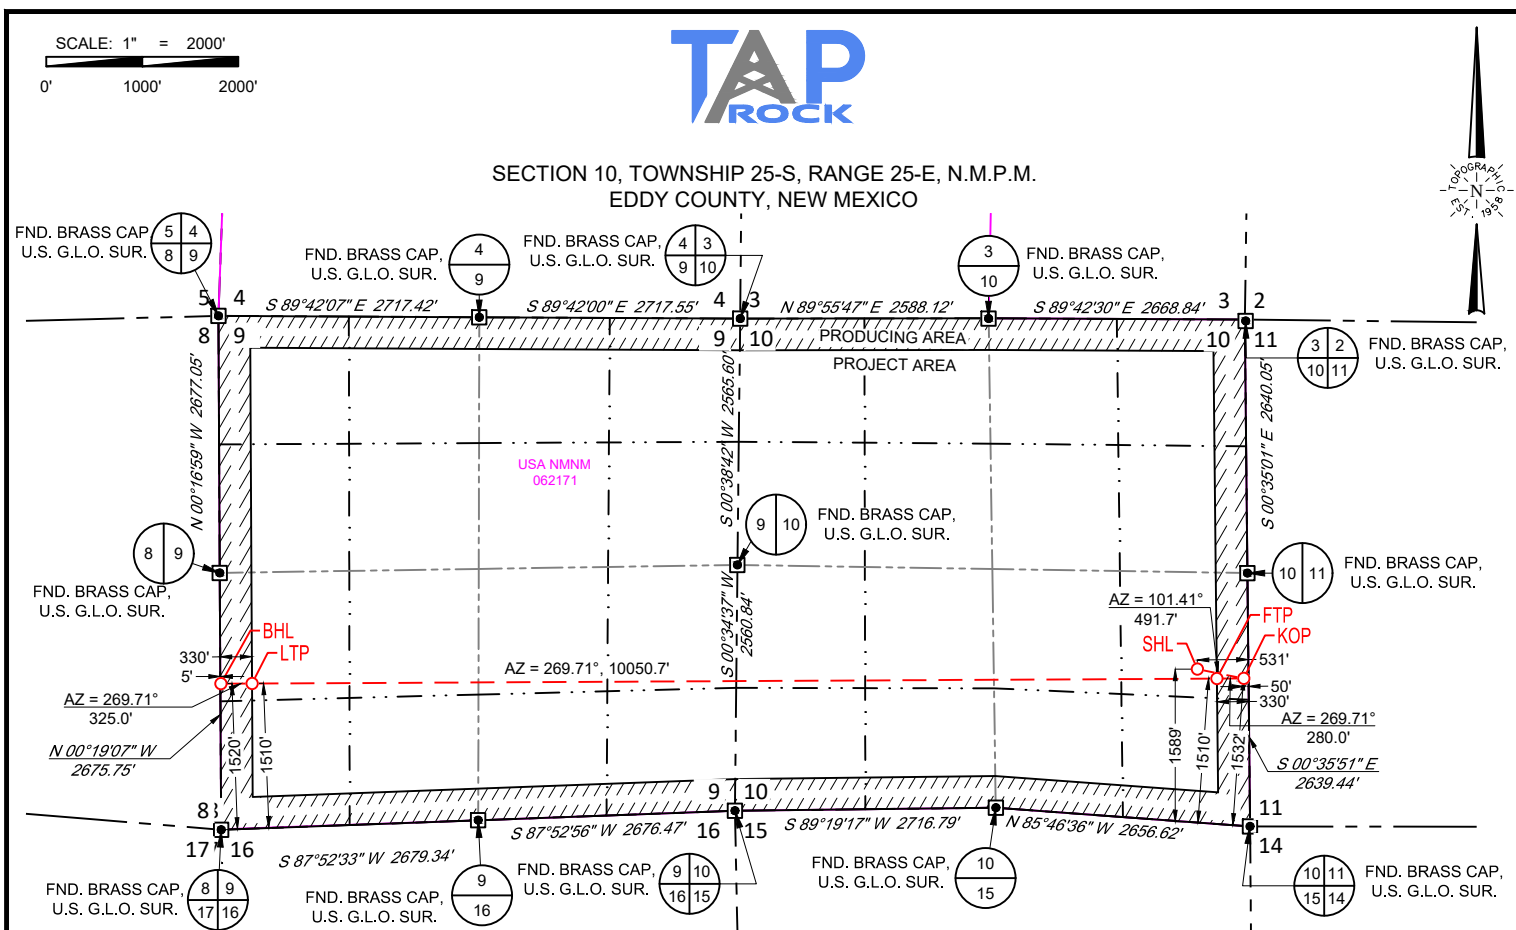 SCALE: 1" = 2000'
0' 1000' 2000'
TAP
ROCK
SECTION 10, TOWNSHIP 25-S, RANGE 25-E, N.M.P.M.
EDDY COUNTY, NEW MEXICO
TOPOGRAPHIC
N
EST. 1958
FND. BRASS CAP,
U.S. G.L.O. SUR.
5 4
8 9
FND. BRASS CAP,
U.S. G.L.O. SUR.
4
9
FND. BRASS CAP,
U.S. G.L.O. SUR.
4 3
9 10
3
10
FND. BRASS CAP,
U.S. G.L.O. SUR.
5 4
8 9
S 89°42'07" E 2717.42'
S 89°42'00" E 2717.55'
4 3
9 10
N 89°55'47" E 2588.12'
S 89°42'30" E 2668.84'
3 2
10 11
PRODUCING AREA
PROJECT AREA
3 2
10 11
FND. BRASS CAP,
U.S. G.L.O. SUR.
N 00°16'59" W 2677.05'
S 00°38'42" W 2565.60'
S 00°35'01" E 2640.05'
USA NMNM
062171
9 10
FND. BRASS CAP,
U.S. G.L.O. SUR.
8 9
FND. BRASS CAP,
U.S. G.L.O. SUR.
10 11
FND. BRASS CAP,
U.S. G.L.O. SUR.
S 00°34'37" W
2560.84'
AZ = 101.41°
491.7'
FTP
KOP
SHL
BHL
LTP
330'
5'
AZ = 269.71°, 10050.7'
531'
50'
330'
AZ = 269.71°
325.0'
AZ = 269.71°
280.0'
N 00°19'07" W
2675.75'
1520'
1510'
1589'
1510'
1532'
S 00°35'51" E
2639.44'
8
17 16
9 10
16 15
11
14
S 87°52'33" W 2679.34'
S 87°52'56" W 2676.47'
S 89°19'17" W 2716.79'
N 85°46'36" W 2656.62'
FND. BRASS CAP,
U.S. G.L.O. SUR.
8 9
17 16
FND. BRASS CAP,
U.S. G.L.O. SUR.
9
16
FND. BRASS CAP,
U.S. G.L.O. SUR.
9 10
16 15
FND. BRASS CAP,
U.S. G.L.O. SUR.
10
15
10 11
15 14
FND. BRASS CAP,
U.S. G.L.O. SUR.